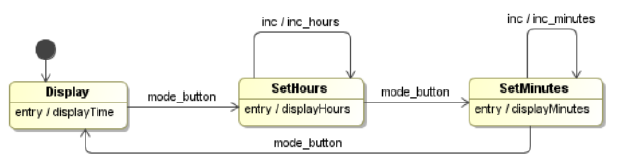 inc / inc_hours
inc / inc_minutes
Display
entry / displayTime
mode_button
SetHours
entry / displayHours
mode_button
SetMinutes
entry / displayMinutes
mode_button